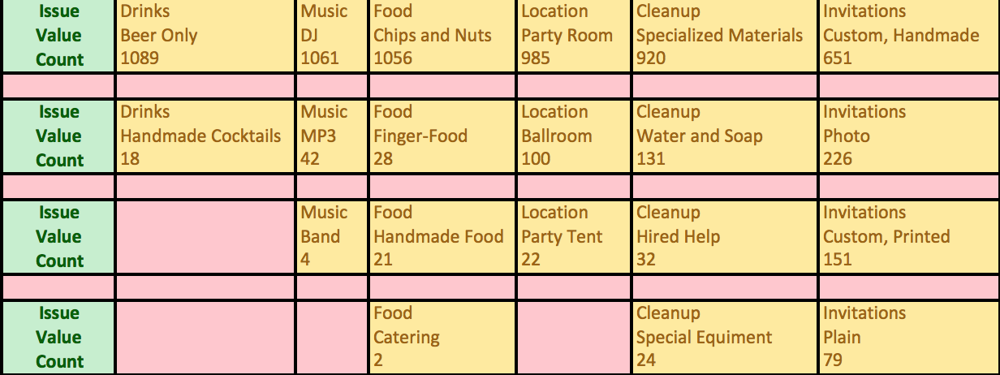 Issue Drinks Music Food Location Cleanup Invitations
Value Beer Only DJ Chips and Nuts Party Room Specialized Materials Custom, Handmade
Count 1089 1061 1056 985 920 651
Issue Drinks Music Food Location Cleanup Invitations
Value Handmade Cocktails MP3 Finger-Food Ballroom Water and Soap Photo
Count 18 42 28 100 131 226
Issue Music Food Location Cleanup Invitations
Value Band Handmade Food Party Tent Hired Help Custom, Printed
Count 4 21 22 32 151
Issue Food Cleanup Invitations
Value Catering Special Equiment Plain
Count 2 24 79